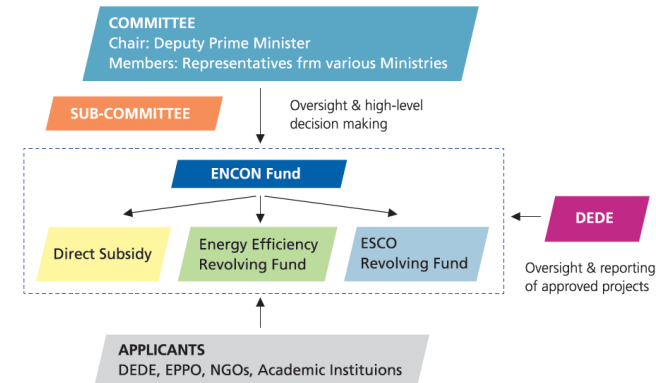 COMMITTEE
Chair: Deputy Prime Minister
Members: Representatives frm various Ministries
SUB-COMMITTEE
Oversight & high-level
decision making
ENCON Fund
Direct Subsidy
Energy Efficiency
Revolving Fund
ESCO
Revolving Fund
DEDE
Oversight & reporting
of approved projects
APPLICANTS
DEDE, EPPO, NGOs, Academic Instituions